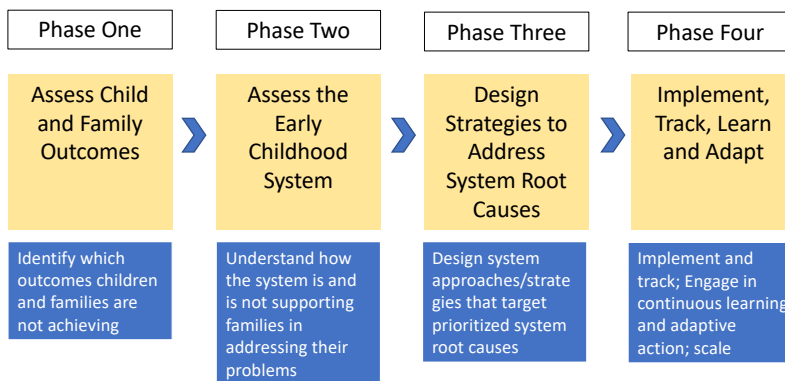 Phase One
Phase Two
Phase Three
Phase Four
Assess Child
and Family
Outcomes
Assess the
Early
Childhood
System
Design
Strategies to
Address
System Root
Causes
Implement,
Track, Learn
and Adapt
Identify which
outcomes children
and families are
not achieving
Understand how
the system is and
is not supporting
families in
addressing their
problems
Design system
approaches/strate
gies that target
prioritized system
root causes
Implement and
track; Engage in
continuous learning
and adaptive
action; scale